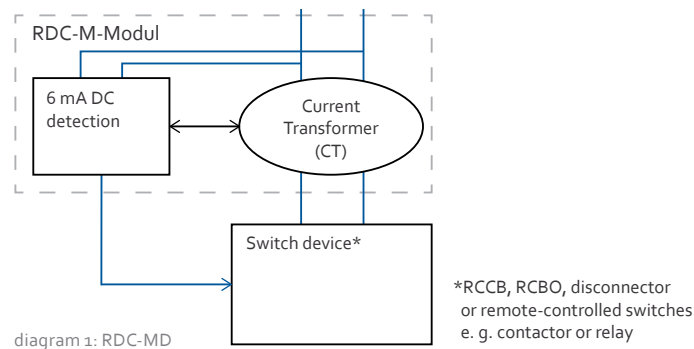 RDC-M-Modul
6 mA DC
detection
Current
Transformer
(CT)
Switch device*
*RCCB, RCBO, disconnector
or remote-controlled switches
e. g. contactor or relay
diagram 1: RDC-MD